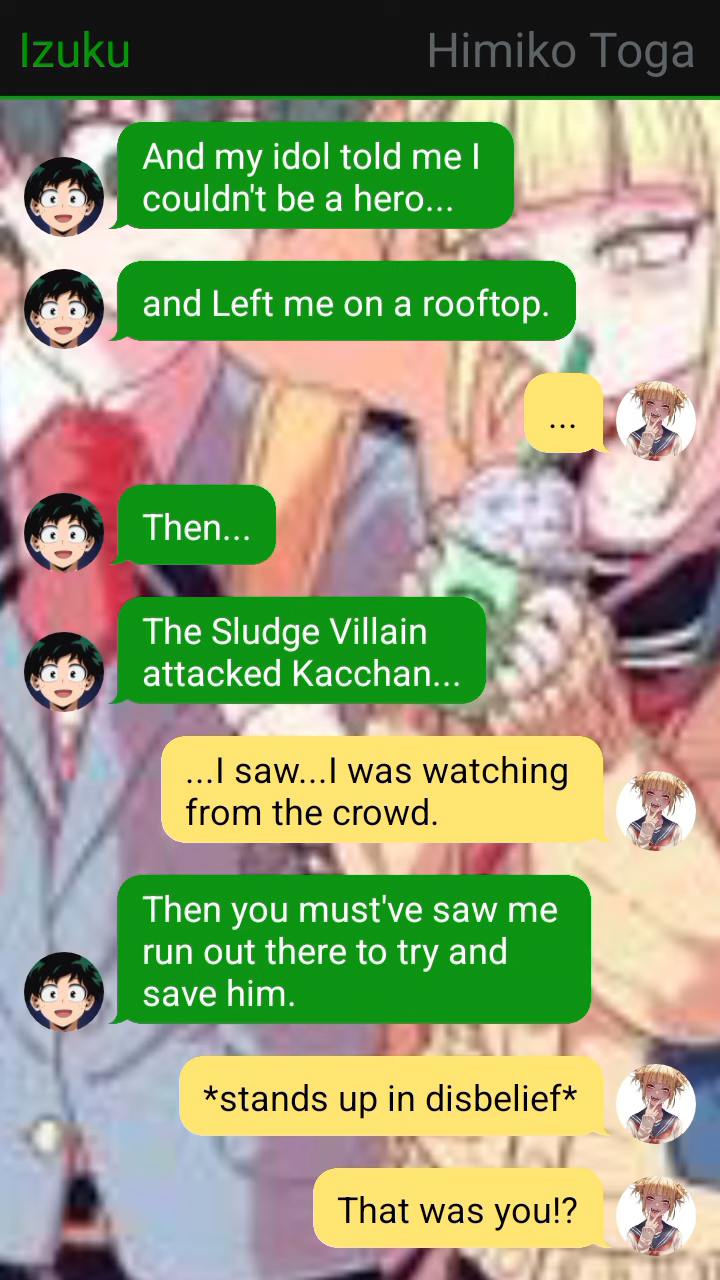 Izuku
Himiko Toga
And my idol told me I
couldn't be a hero...
and Left me on a rooftop.
...
Then...
The Sludge Villain
attacked Kacchan...
...I saw...I was watching
from the crowd.
Then you must've saw me
run out there to try and
save him.
*stands up in disbelief*
That was you!?